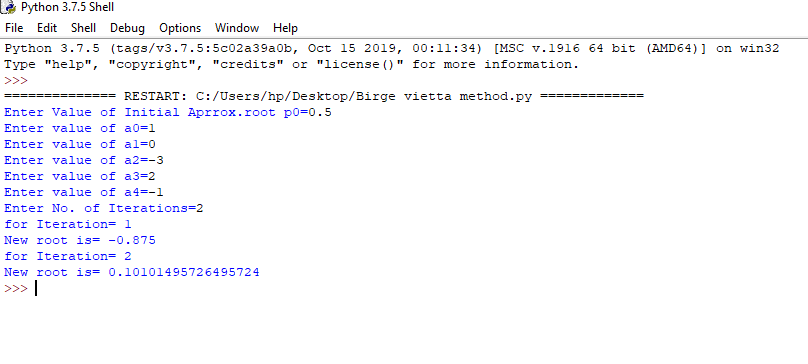 Python 3.7.5 Shell
File Edit Shell Debug Options Window Help
Python 3.7.5 (tags/v3.7.5:5c02a39a0b, Oct 15 2019, 00:11:34) [MSC v.1916 64 bit (AMD64)] on win32
Type "help", "copyright", "credits" or "license()" for more information.
>>>
============== RESTART: C:/Users/hp/Desktop/Birge vietta method.py =============
Enter Value of Initial Aprrox.root p0=0.5
Enter value of a0=1
Enter value of a1=0
Enter value of a2=-3
Enter value of a3=2
Enter value of a4=-1
Enter No. of Iterations=2
for Iteration= 1
New root is= -0.875
for Iteration= 2
New root is= 0.10101495726495724
>>>